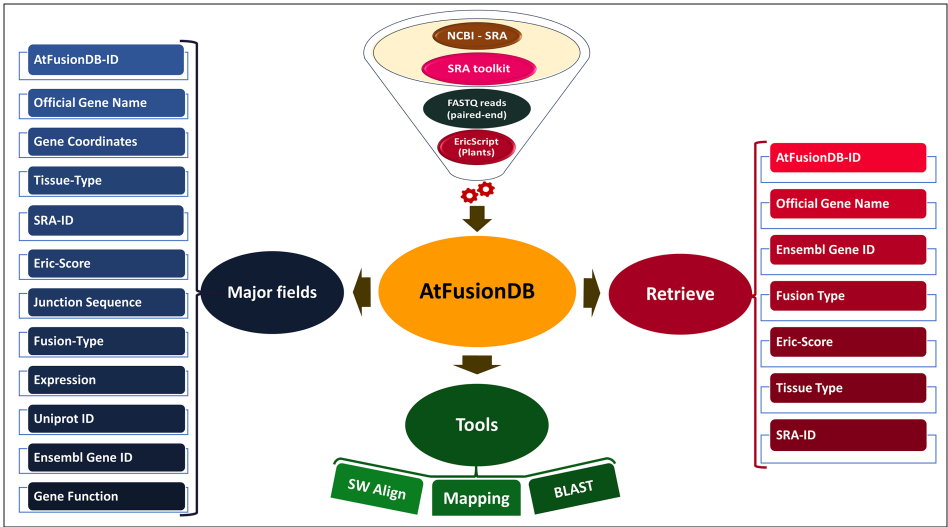 NCBI - SRA
SRA toolkit
FASTQ reads
(paired-end)
EricScript
(Plants)
AtFusionDB-ID
Official Gene Name
Gene Coordinates
Tissue-Type
SRA-ID
Eric-Score
Junction Sequence
Fusion-Type
Expression
Uniprot ID
Ensembl Gene ID
Gene Function
Major fields
AtFusionDB
Retrieve
AtFusionDB-ID
Official Gene Name
Ensembl Gene ID
Fusion Type
Eric-Score
Tissue Type
SRA-ID
Tools
SW Align
Mapping
BLAST